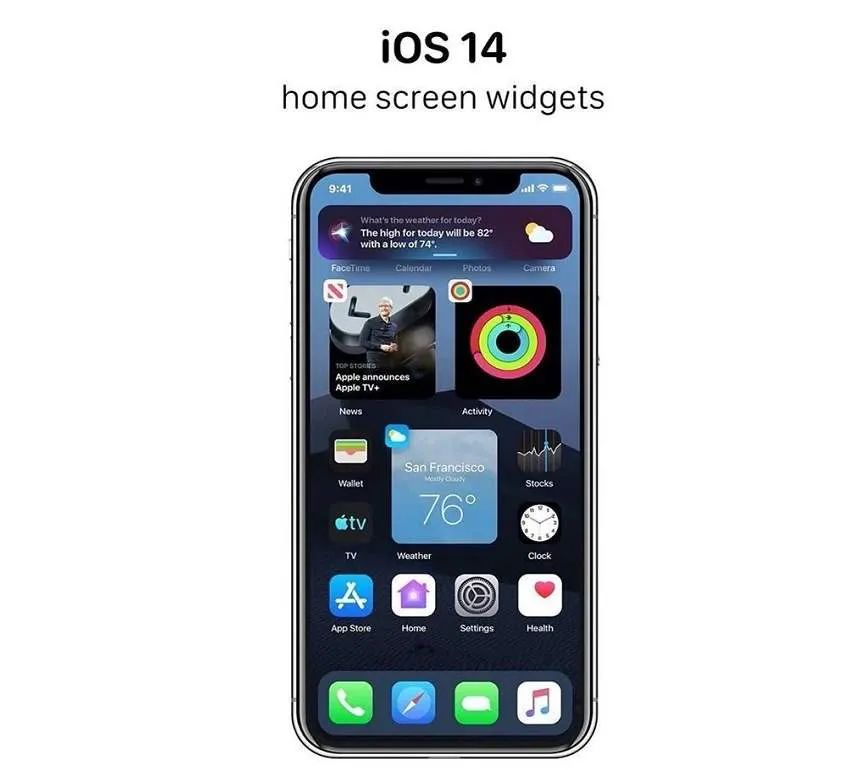 iOS 14
home screen widgets
9:41
What's the weather for today?
The high for today will be 82°
with a low of 74°.
FaceTime Calendar Photos Camera
TOP STORIES
Apple announces
Apple TV+
News Activity
San Francisco
Mostly Cloudy
76°
Wallet Stocks
tv
TV Weather Clock
App Store Home Settings Health